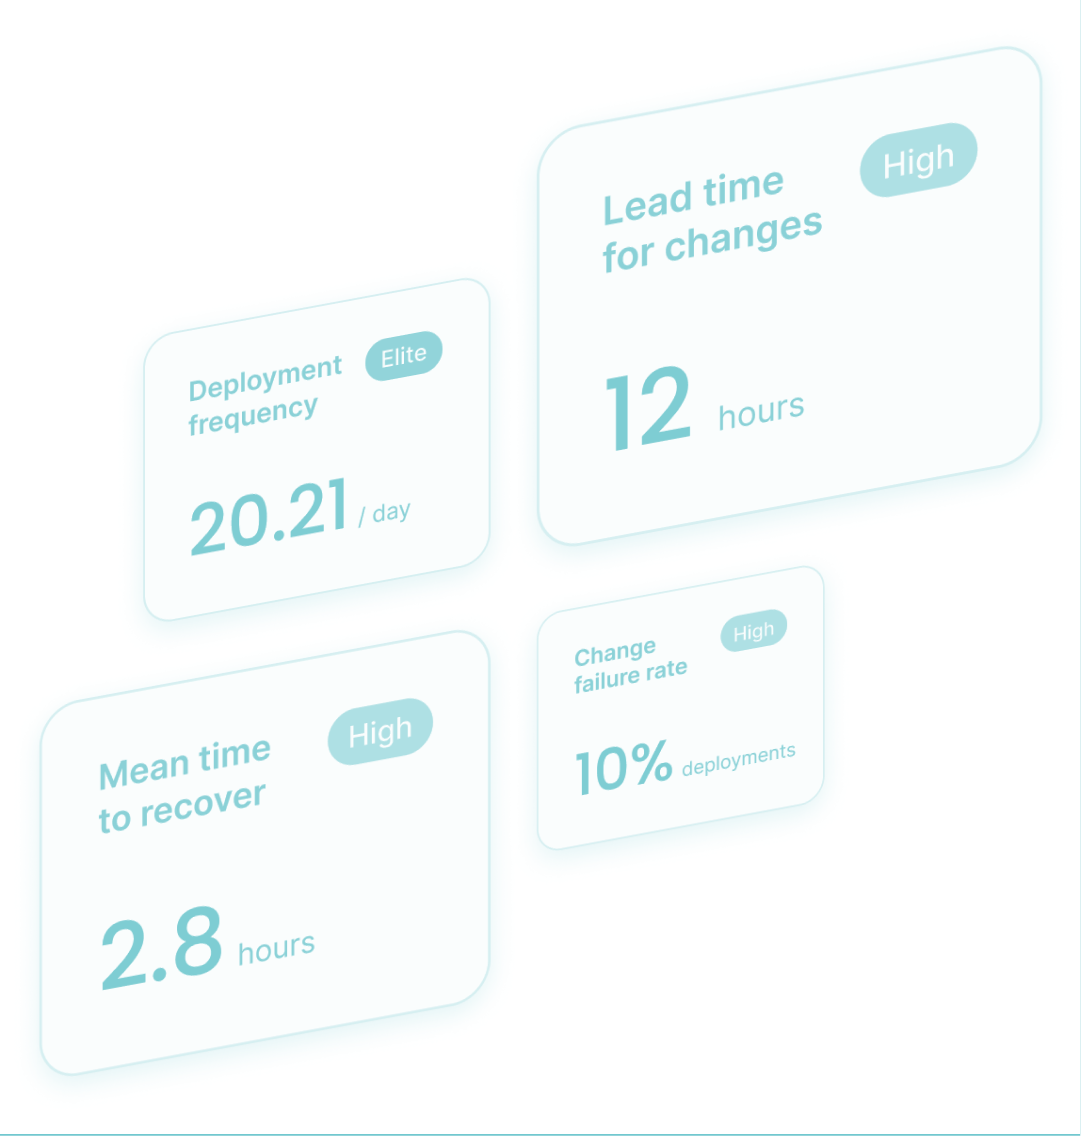 Lead time
for changes
High
12 hours
Deployment
frequency
Elite
20.21 / day
Change
failure rate
High
10% deployments
Mean time
to recover
High
2.8 hours